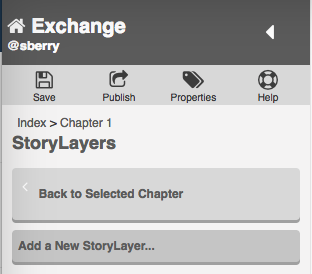 Exchange
@sberry
Save Publish Properties Help
Index > Chapter 1
StoryLayers
Back to Selected Chapter
Add a New StoryLayer...